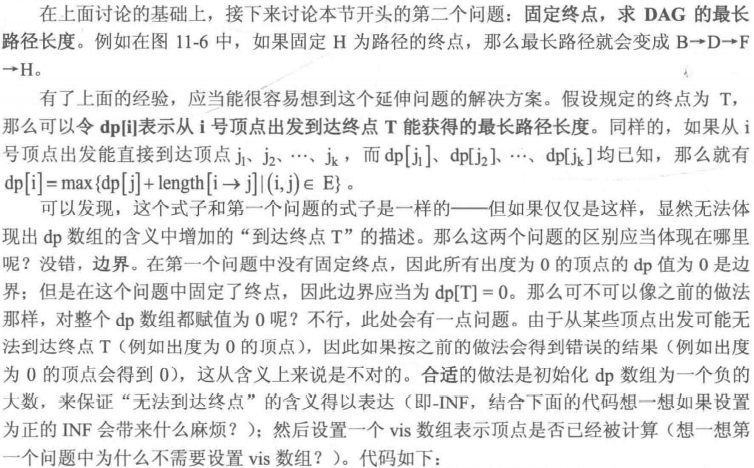 在上面讨论的基础上，接下来讨论本节开头的第二个问题：固定终点，求 DAG 的最长
路径长度。例如在图 11-6 中，如果固定 H 为路径的终点，那么最长路径就会变成 B→D→F
→H。
有了上面的经验，应当能很容易想到这个延伸问题的解决方案。假设规定的终点为 T，
那么可以令 dp[i]表示从 i 号顶点出发到达终点 T 能获得的最长路径长度。同样的，如果从 i
号顶点出发能直接到达顶点 j₁、j₂、…、jₖ，而 dp[j₁]、dp[j₂]、…、dp[jₖ] 均已知，那么就有
dp[i] = max{dp[j] + length[i → j] | (i, j) ∈ E}。
可以发现，这个式子和第一个问题的式子是一样的——但如果仅仅是这样，显然无法体
现出 dp 数组的含义中增加的“到达终点 T”的描述。那么这两个问题的区别应当体现在哪里
呢？没错，边界。在第一个问题中没有固定终点，因此所有出度为 0 的顶点的 dp 值为 0 是边
界；但是在这个问题中固定了终点，因此边界应当为 dp[T] = 0。那么可不可以像之前的做法
那样，对整个 dp 数组都赋值为 0 呢？不行，此处会有一点问题。由于从某些顶点出发可能无
法到达终点 T（例如出度为 0 的顶点），因此如果按之前的做法会得到错误的结果（例如出度
为 0 的顶点会得到 0），这从含义上来说是不对的。合适的做法是初始化 dp 数组为一个负的
大数，来保证“无法到达终点”的含义得以表达（即-INF，结合下面的代码想一想如果设置
为正的 INF 会带来什么麻烦？）；然后设置一个 vis 数组表示顶点是否已经被计算（想一想第
一个问题中为什么不需要设置 vis 数组？）。代码如下：